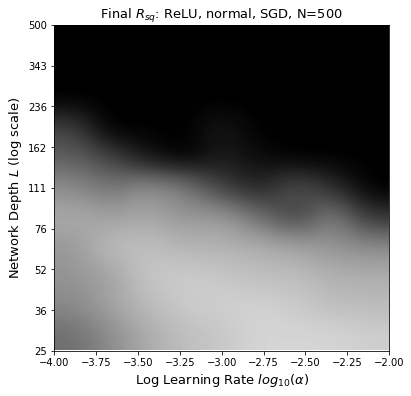 Final $R_{sq}$: ReLU, normal, SGD, N=500
Network Depth $L$ (log scale)
500
343
236
162
111
76
52
36
25
−4.00 −3.75 −3.50 −3.25 −3.00 −2.75 −2.50 −2.25 −2.00
Log Learning Rate $log_{10}(\alpha)$